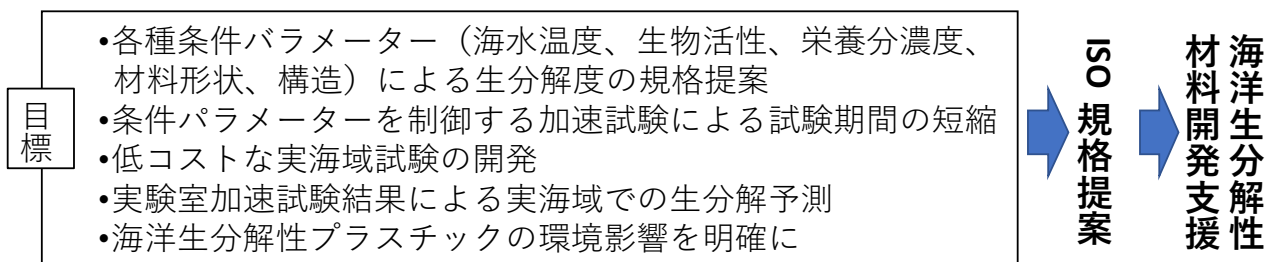 目標
•各種条件バラメーター（海水温度、生物活性、栄養分濃度、
材料形状、構造）による生分解度の規格提案
•条件パラメーターを制御する加速試験による試験期間の短縮
•低コストな実海域試験の開発
•実験室加速試験結果による実海域での生分解予測
•海洋生分解性プラスチックの環境影響を明確に
ISO 規格提案
海洋生分解性
材料開発支援